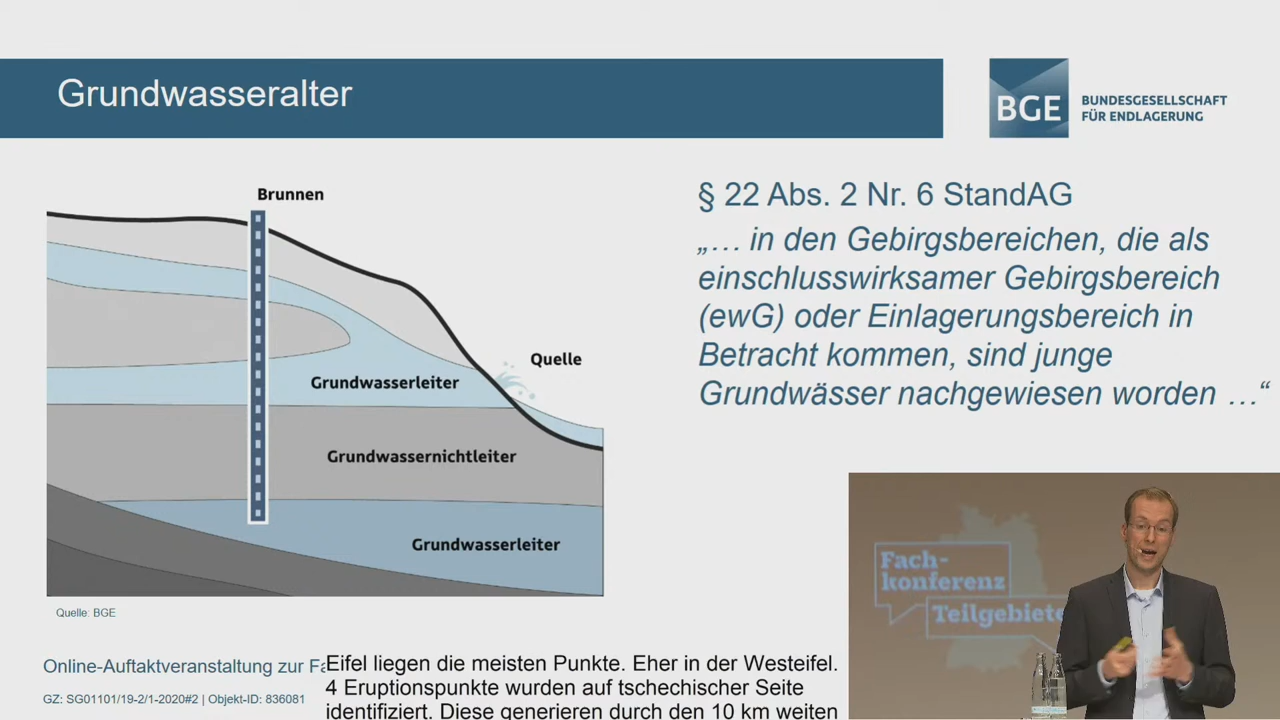 Grundwasseralter
BGE
BUNDESGESELLSCHAFT
FÜR ENDLAGERUNG
Brunnen
Quelle
Grundwasserleiter
Grundwassernichtleiter
Grundwasserleiter
Quelle: BGE
§ 22 Abs. 2 Nr. 6 StandAG
„… in den Gebirgsbereichen, die als
einschlusswirksamer Gebirgsbereich
(ewG) oder Einlagerungsbereich in
Betracht kommen, sind junge
Grundwässer nachgewiesen worden …“
Fach-
konferenz
Teilgebiete
Online-Auftaktveranstaltung zur
GZ: SG01101/19-2/1-2020#2 | Objekt-ID: 836081
Eifel liegen die meisten Punkte. Eher in der Westeifel.
4 Eruptionspunkte wurden auf tschechischer Seite
identifiziert. Diese generieren durch den 10 km weiten